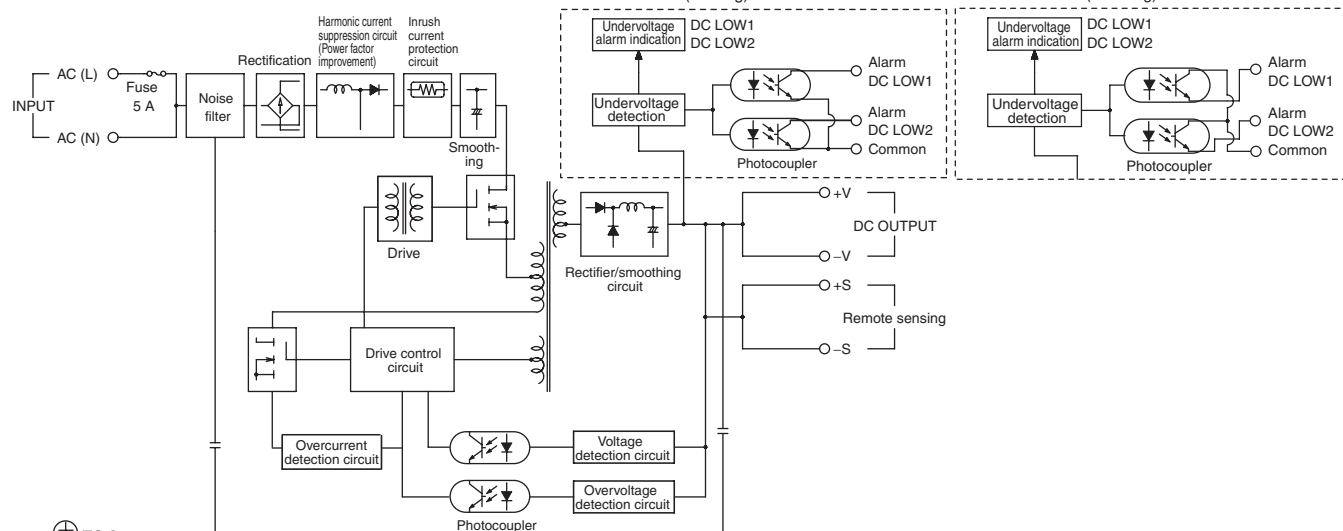 Undervoltage
alarm indication
DC LOW1
DC LOW2
Undervoltage
alarm indication
DC LOW1
DC LOW2
Harmonic current
suppression circuit
(Power factor
improvement)
Inrush
current
protection
circuit
Rectification
AC (L)
Fuse
5 A
INPUT
AC (N)
Noise
filter
Smooth-
ing
Undervoltage
detection
Alarm
DC LOW1
Alarm
DC LOW2
Common
Photocoupler
Undervoltage
detection
Alarm
DC LOW1
Alarm
DC LOW2
Common
Photocoupler
Drive
Rectifier/smoothing
circuit
+V
DC OUTPUT
–V
+S
Remote sensing
–S
Drive control
circuit
Overcurrent
detection circuit
Voltage
detection circuit
Overvoltage
detection circuit
Photocoupler